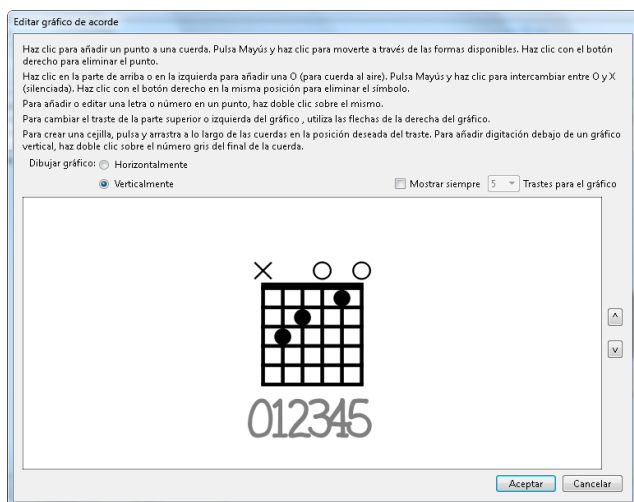 Editar gráfico de acorde
Haz clic para añadir un punto a una cuerda. Pulsa Mayús y haz clic para moverte a través de las formas disponibles. Haz clic con el botón
derecho para eliminar el punto.
Haz clic en la parte de arriba o en la izquierda para añadir una O (para cuerda al aire). Pulsa Mayús y haz clic para intercambiar entre O y X
(silenciada). Haz clic con el botón derecho en la misma posición para eliminar el símbolo.
Para añadir o editar una letra o número en un punto, haz doble clic sobre el mismo.
Para cambiar el traste de la parte superior o izquierda del gráfico , utiliza las flechas de la derecha del gráfico.
Para crear una cejilla, pulsa y arrastra a lo largo de las cuerdas en la posición deseada del traste. Para añadir digitación debajo de un gráfico
vertical, haz doble clic sobre el número gris del final de la cuerda.
Dibujar gráfico: Horizontalmente
Verticalmente Mostrar siempre 5 Trastes para el gráfico
X O O
012345
Aceptar Cancelar